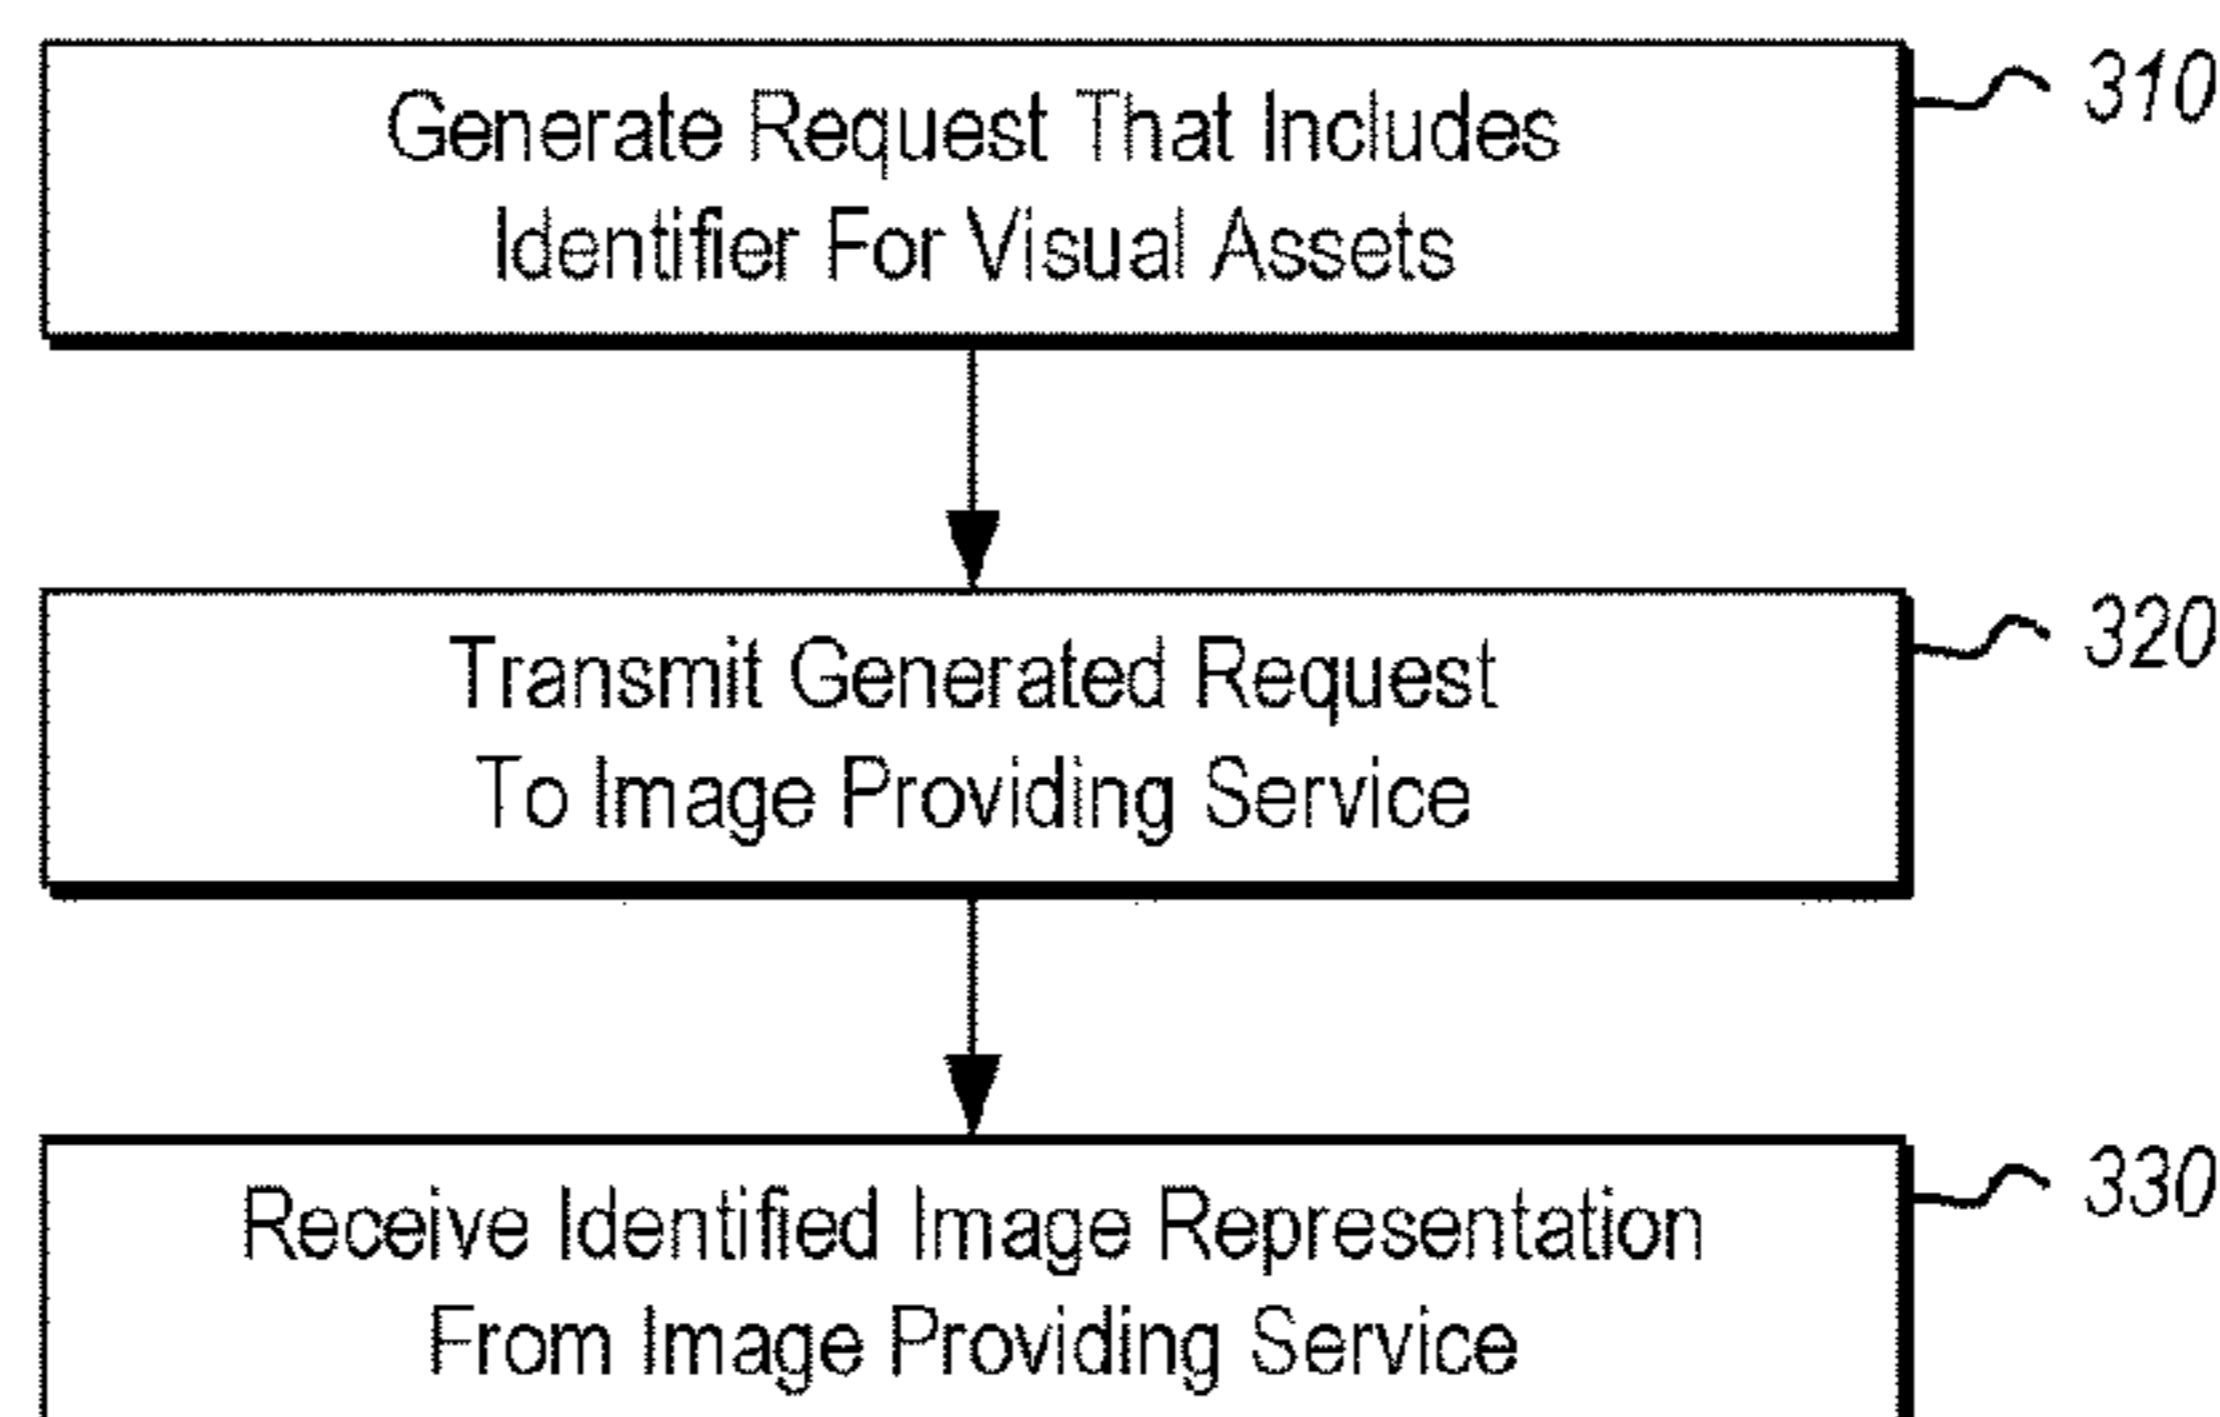 Generate Request That Includes
Identifier For Visual Assets
310
Transmit Generated Request
To Image Providing Service
320
Receive Identified Image Representation
From Image Providing Service
330